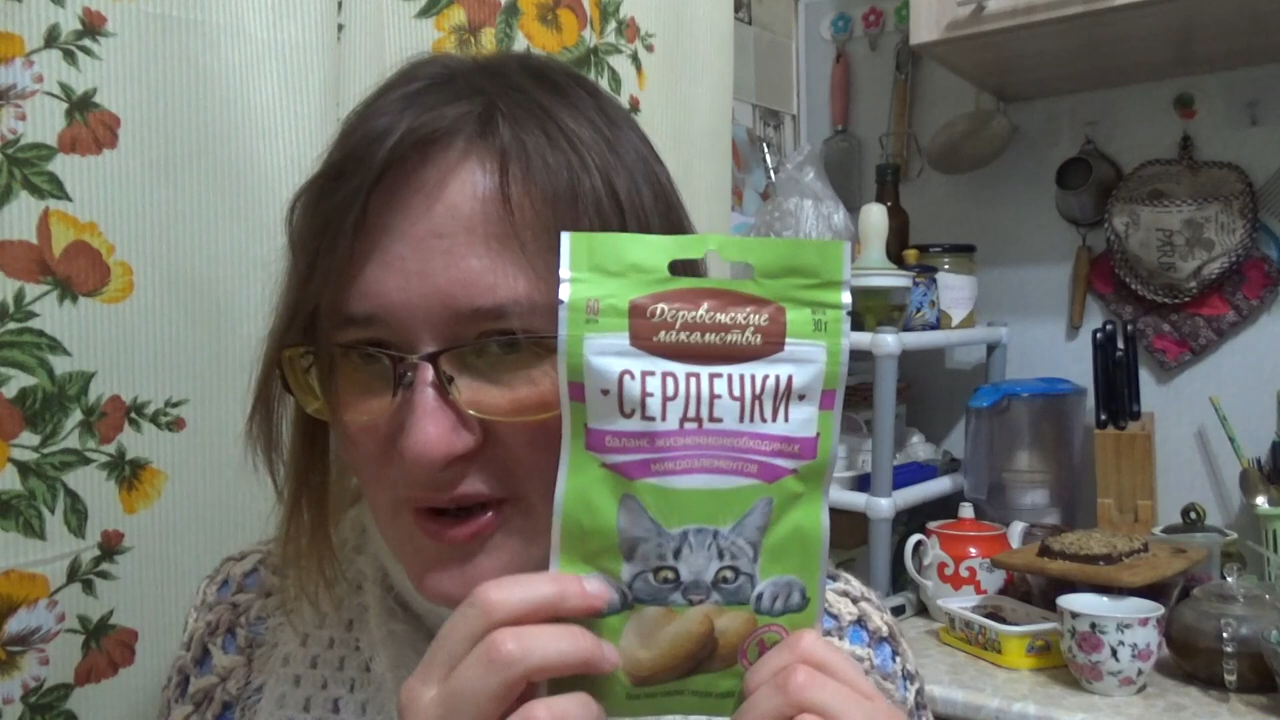 60
Деревенские
лакомства
30 г
СЕРДЕЧКИ
баланс жизненнонеобходимых
микроэлементов
PARIS